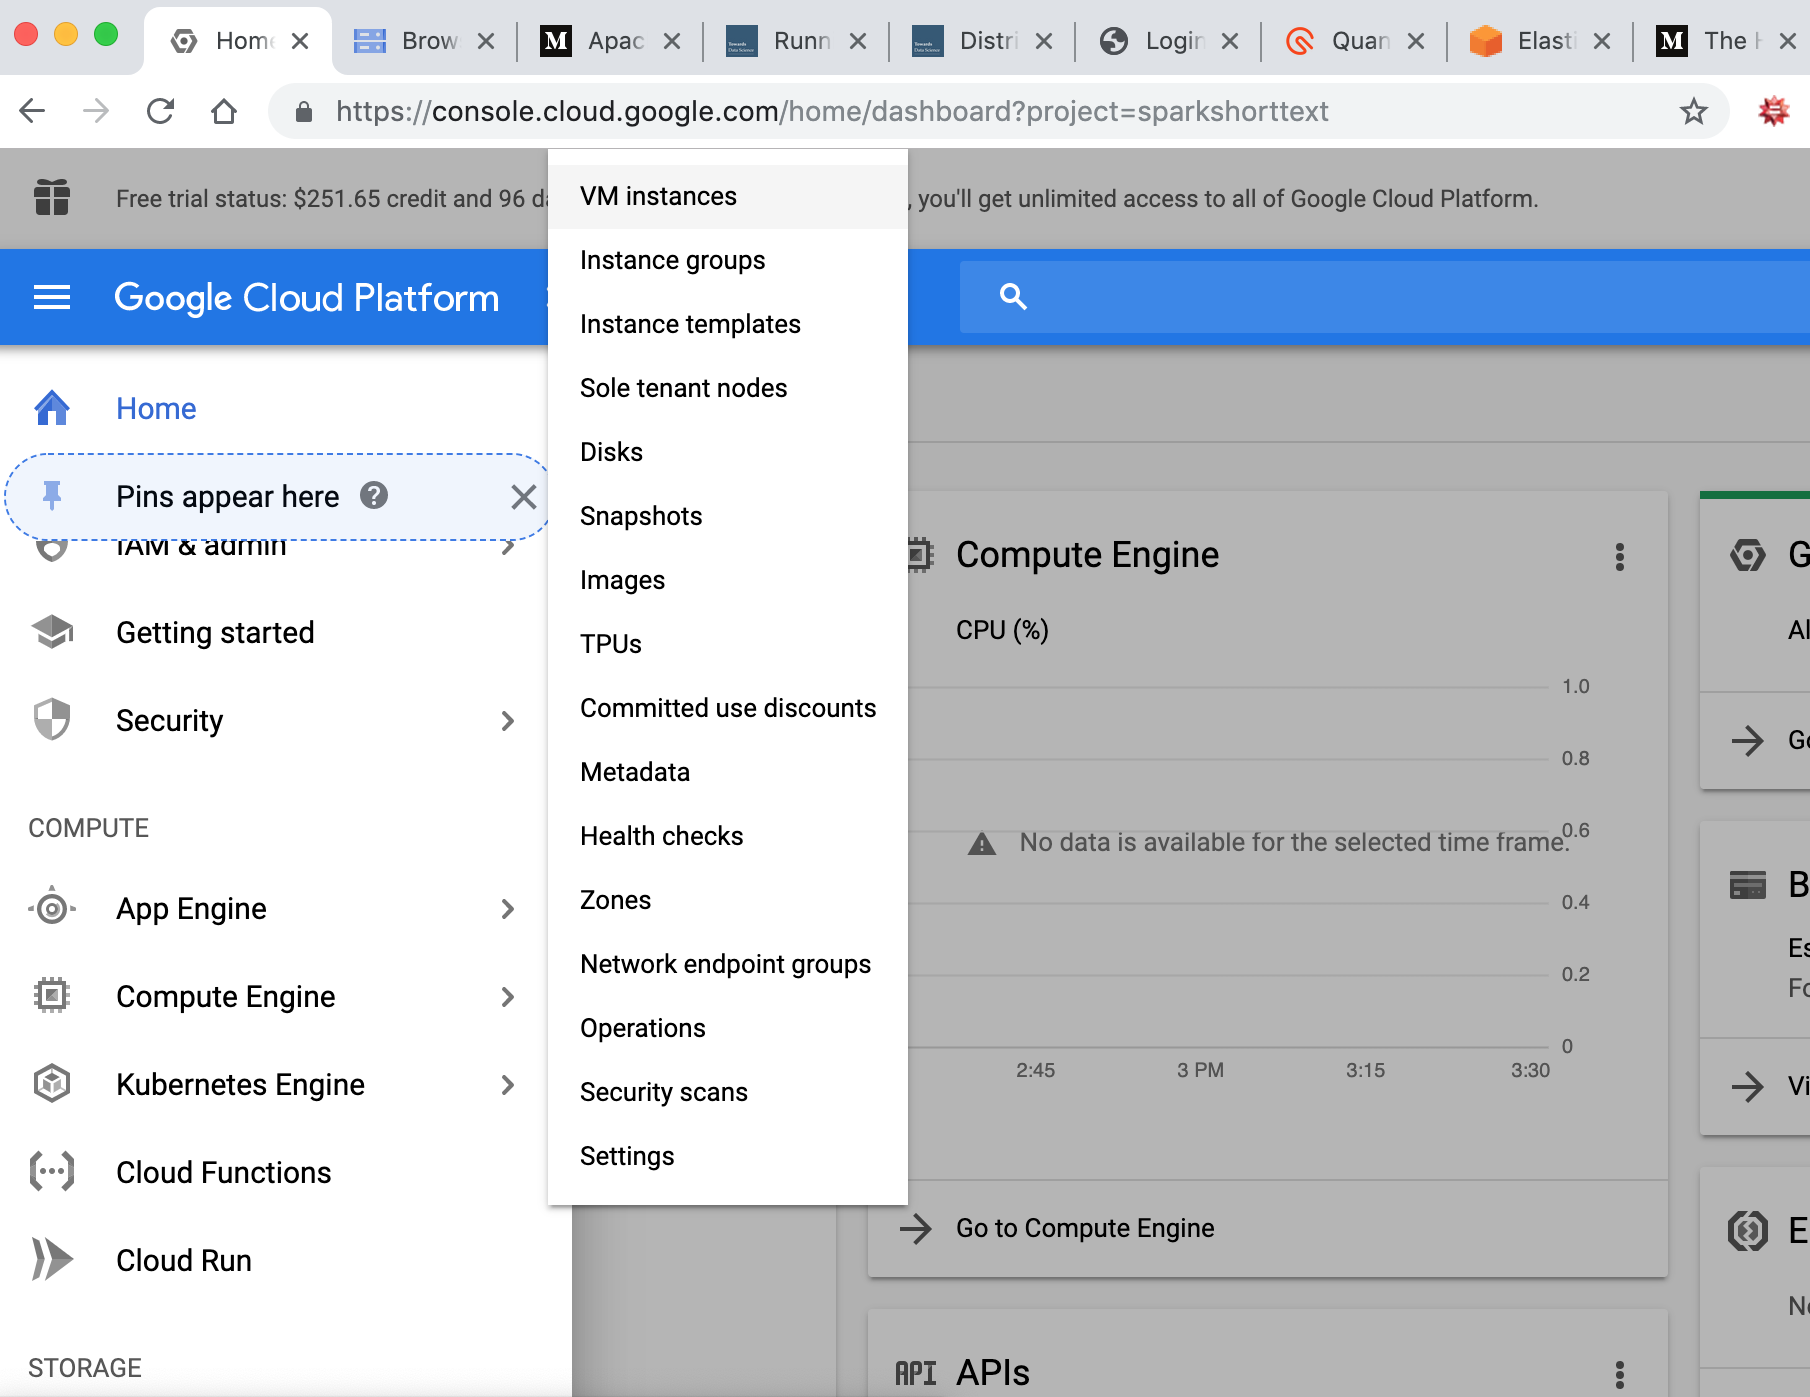 Home
Brow
Apac
Runn
Distri
Login
Quan
Elasti
The
https://console.cloud.google.com/home/dashboard?project=sparkshorttext
Free trial status: $251.65 credit and 96 d
, you'll get unlimited access to all of Google Cloud Platform.
Google Cloud Platform
VM instances
Instance groups
Instance templates
Sole tenant nodes
Disks
Snapshots
Images
TPUs
Committed use discounts
Metadata
Health checks
Zones
Network endpoint groups
Operations
Security scans
Settings
Home
Pins appear here
IAM & admin
Getting started
Security
COMPUTE
App Engine
Compute Engine
Kubernetes Engine
Cloud Functions
Cloud Run
STORAGE
Compute Engine
CPU (%)
1.0
0.8
0.6
No data is available for the selected time frame.
0.4
0.2
0
2:45 3 PM 3:15 3:30
Go to Compute Engine
API APIs
G
Al
Go
B
Es
Fo
Vi
E
No